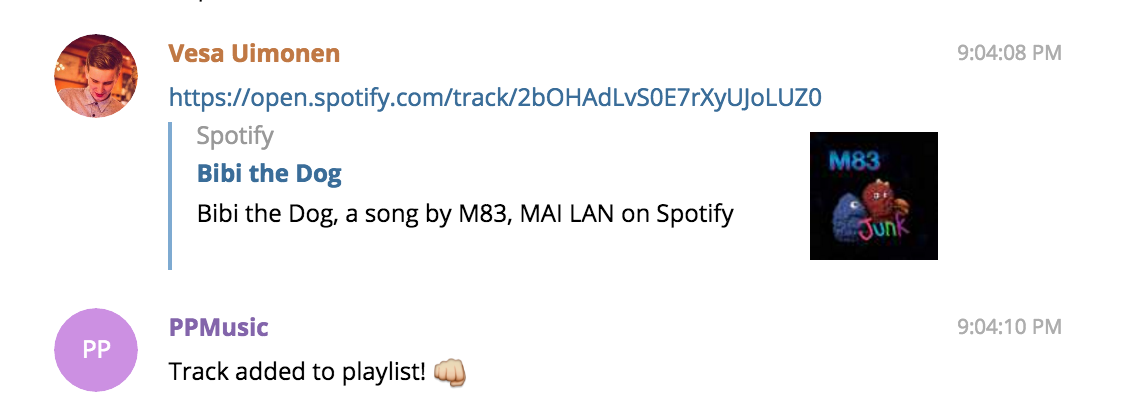 Vesa Uimonen 9:04:08 PM
https://open.spotify.com/track/2bOHAdLvS0E7rXyUJoLUZ0
Spotify
Bibi the Dog
Bibi the Dog, a song by M83, MAI LAN on Spotify
M83
Junk
PPMusic 9:04:10 PM
PP
Track added to playlist! 👊🏼